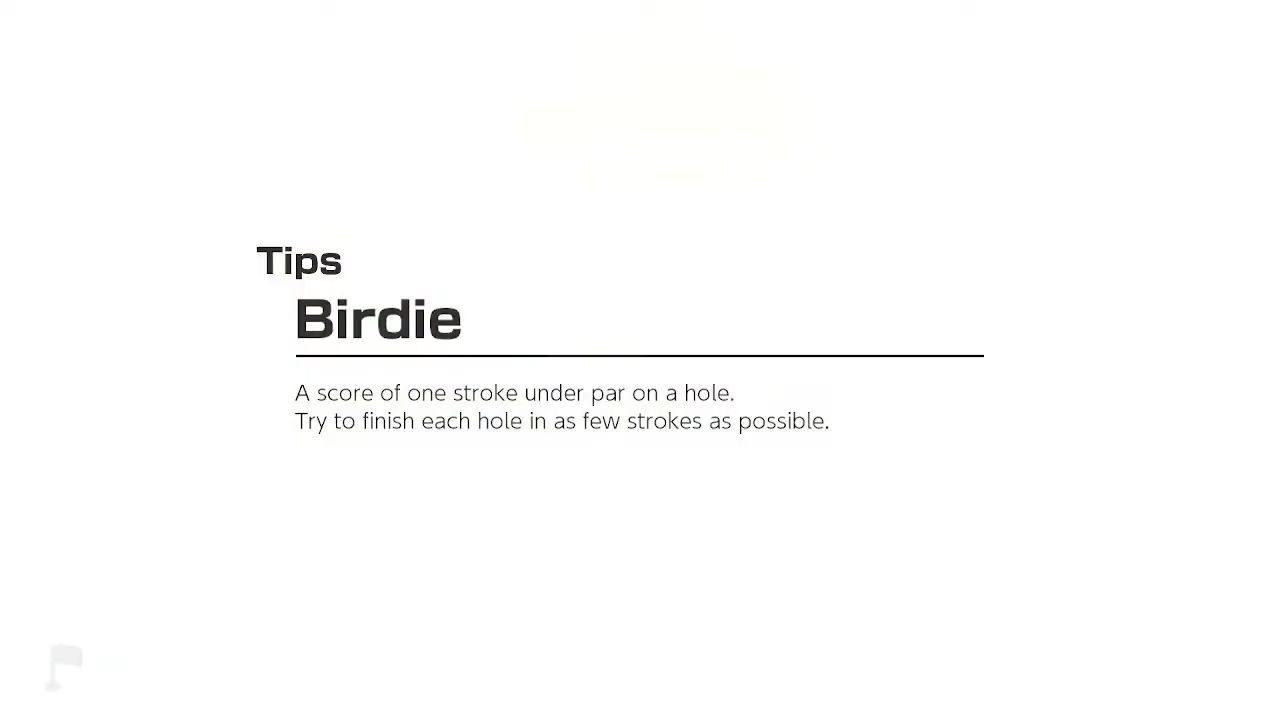 Tips
Birdie
A score of one stroke under par on a hole.
Try to finish each hole in as few strokes as possible.